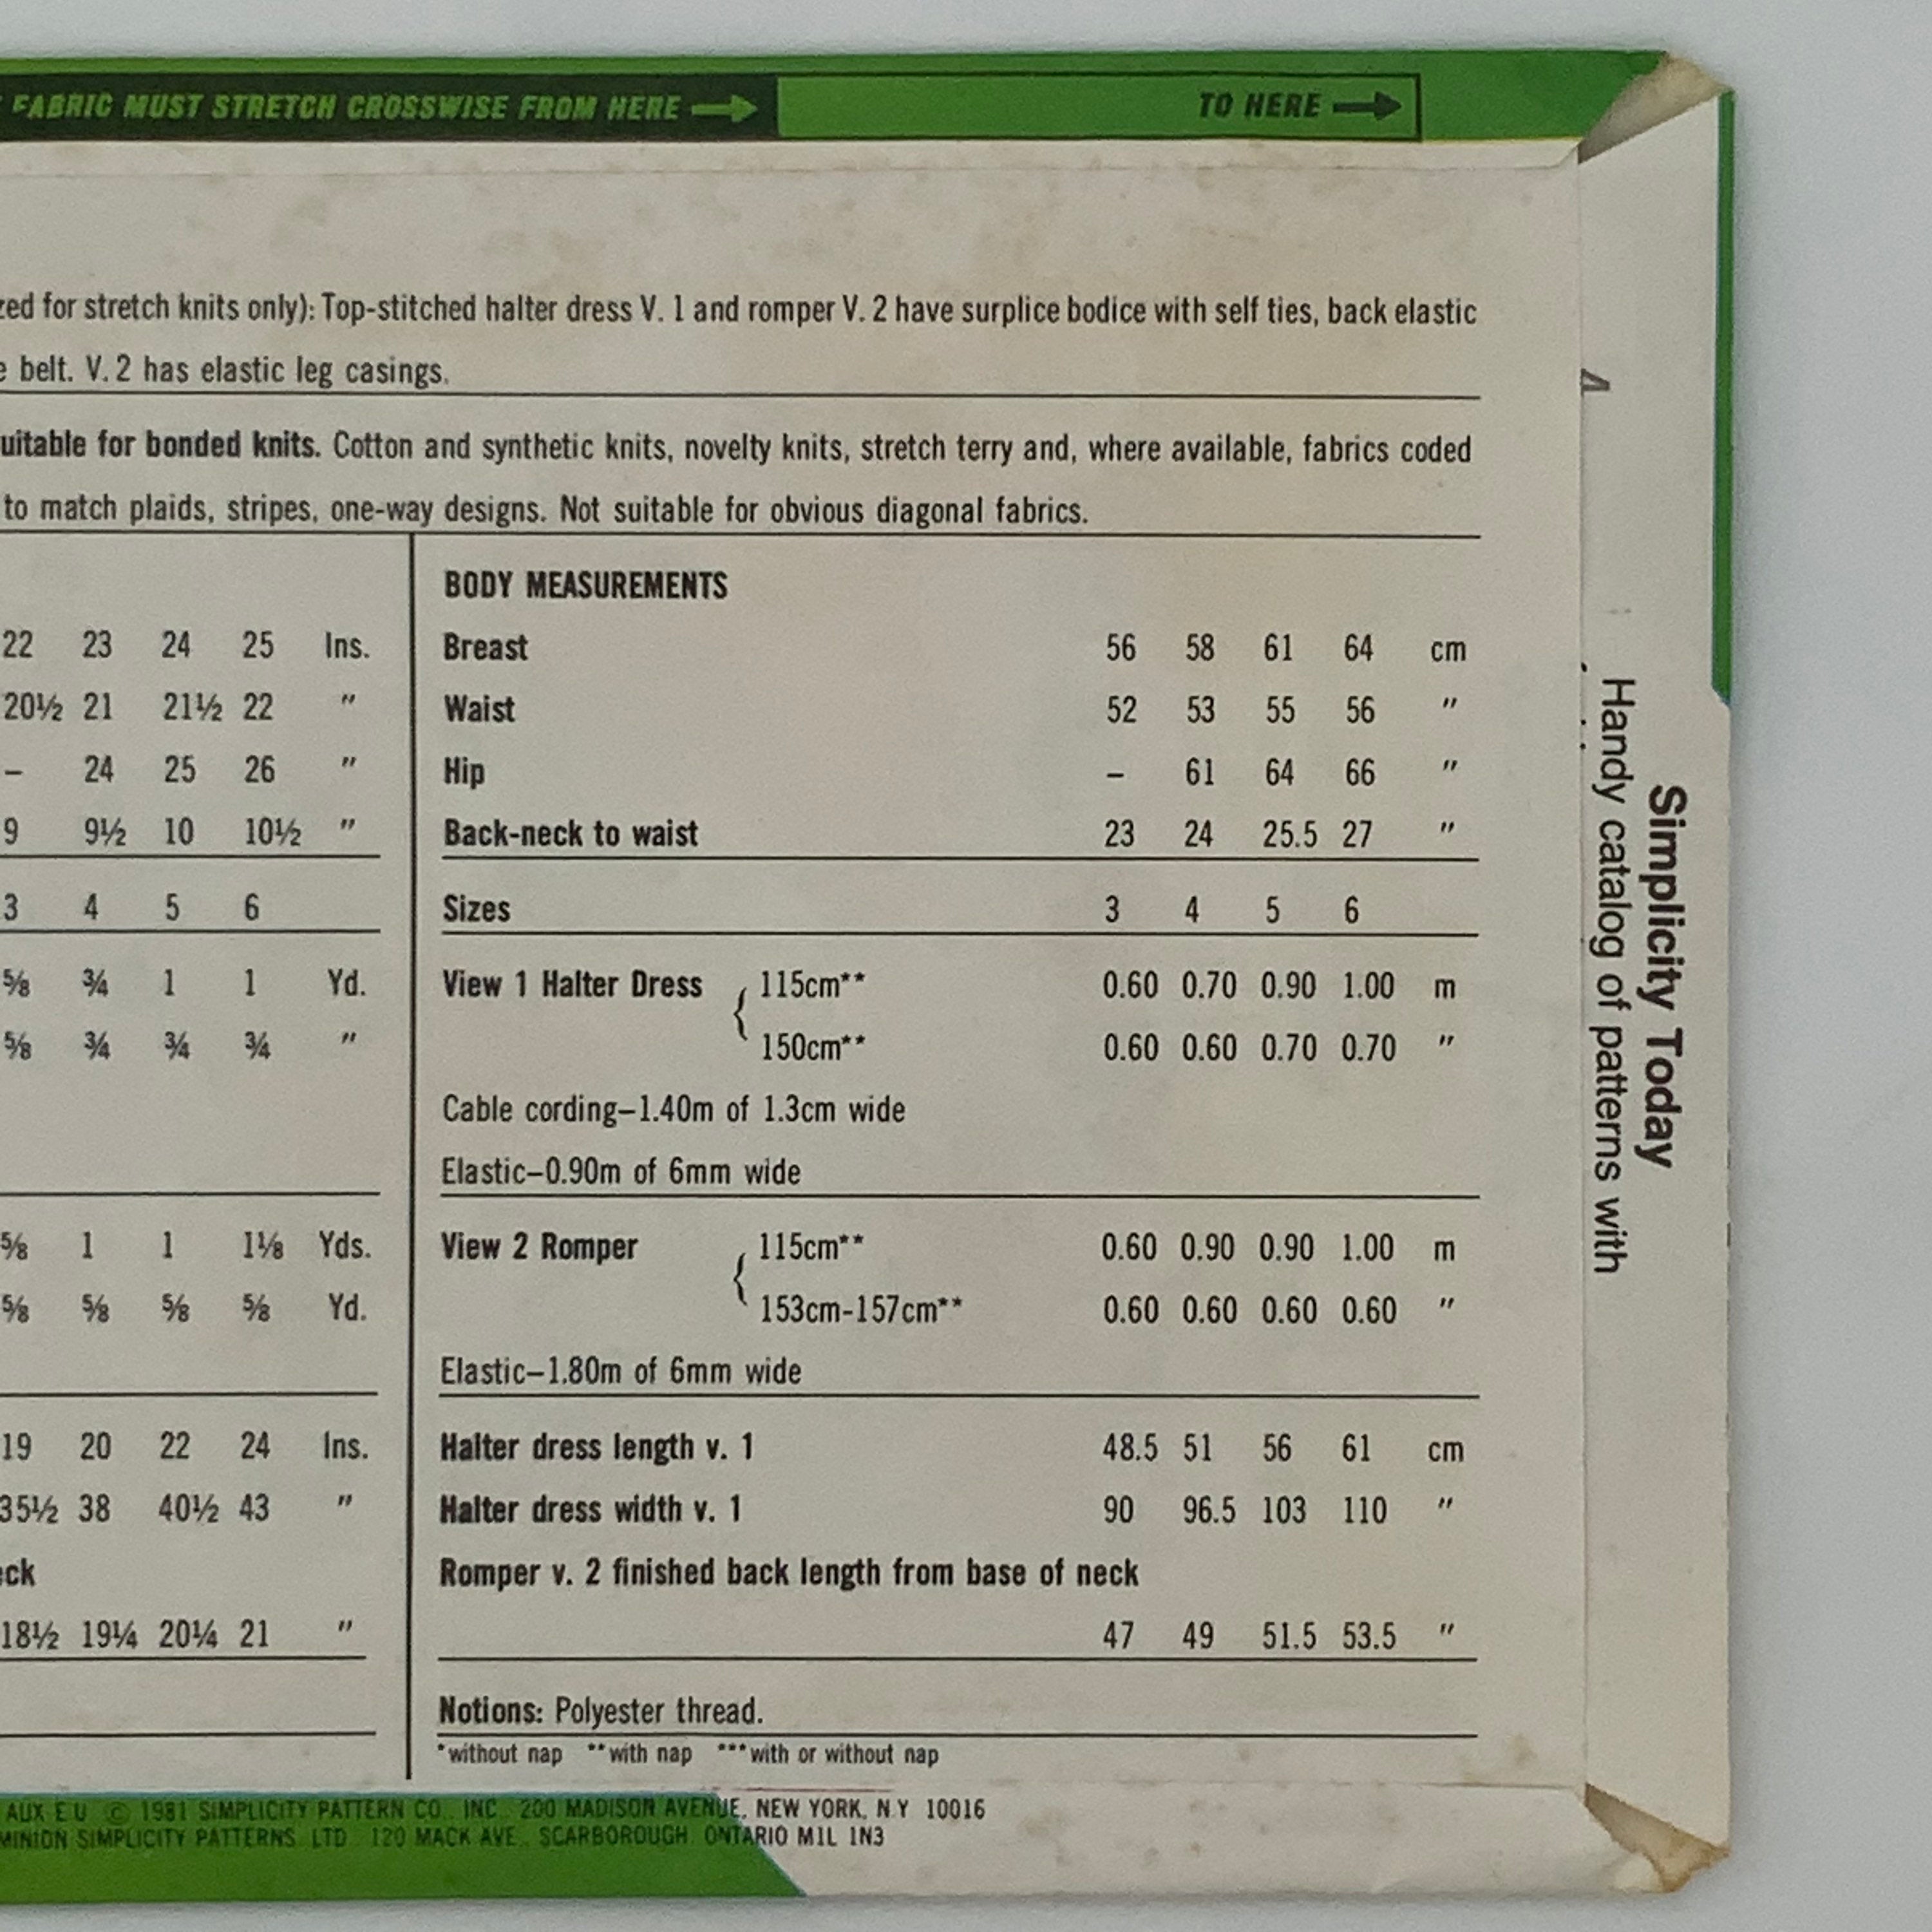 FABRIC MUST STRETCH CROSSWISE FROM HERE → TO HERE →
zed for stretch knits only): Top-stitched halter dress V. 1 and romper V. 2 have surplice bodice with self ties, back elastic
e belt. V. 2 has elastic leg casings.
uitable for bonded knits. Cotton and synthetic knits, novelty knits, stretch terry and, where available, fabrics coded
to match plaids, stripes, one-way designs. Not suitable for obvious diagonal fabrics.
22 23 24 25 Ins.
20½ 21 21½ 22 "
– 24 25 26 "
9 9½ 10 10½ "
3 4 5 6
⅝ ¾ 1 1 Yd.
⅝ ¾ ¾ ¾ "
⅝ 1 1 1⅛ Yds.
⅝ ⅝ ⅝ ⅝ Yd.
19 20 22 24 Ins.
35½ 38 40½ 43 "
eck
18½ 19¼ 20¼ 21 "
BODY MEASUREMENTS
Breast 56 58 61 64 cm
Waist 52 53 55 56 "
Hip – 61 64 66 "
Back-neck to waist 23 24 25.5 27 "
Sizes 3 4 5 6
View 1 Halter Dress { 115cm** 0.60 0.70 0.90 1.00 m
150cm** 0.60 0.60 0.70 0.70 "
Cable cording–1.40m of 1.3cm wide
Elastic–0.90m of 6mm wide
View 2 Romper { 115cm** 0.60 0.90 0.90 1.00 m
153cm-157cm** 0.60 0.60 0.60 0.60 "
Elastic–1.80m of 6mm wide
Halter dress length v. 1 48.5 51 56 61 cm
Halter dress width v. 1 90 96.5 103 110 "
Romper v. 2 finished back length from base of neck
47 49 51.5 53.5 "
Notions: Polyester thread.
*without nap **with nap ***with or without nap
AUX E U © 1981 SIMPLICITY PATTERN CO., INC., 200 MADISON AVENUE, NEW YORK, N.Y 10016
MINION SIMPLICITY PATTERNS LTD 120 MACK AVE., SCARBOROUGH, ONTARIO M1L 1N3
Simplicity Today
Handy catalog of patterns with